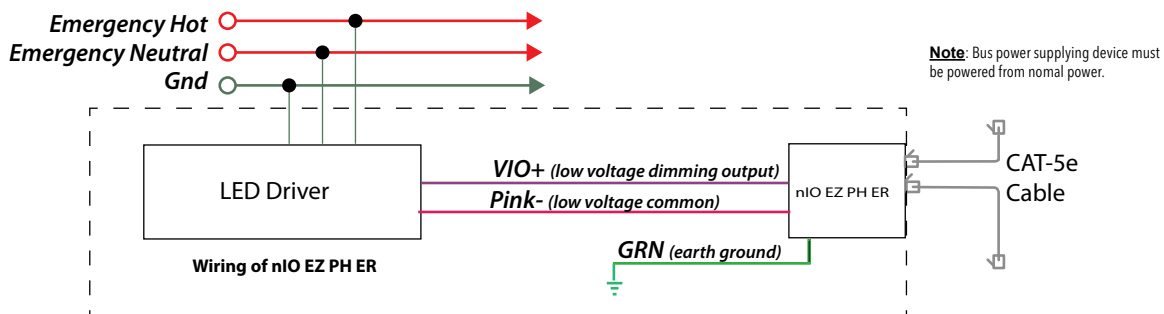 Emergency Hot
Emergency Neutral
Gnd
Note: Bus power supplying device must
be powered from nomal power.
LED Driver
VIO+ (low voltage dimming output)
Pink- (low voltage common)
nIO EZ PH ER
CAT-5e
Cable
GRN (earth ground)
Wiring of nIO EZ PH ER